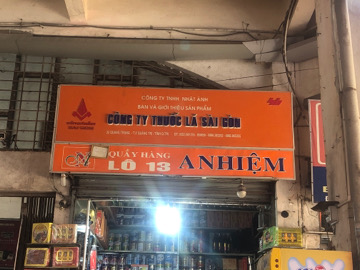 CÔNG TY TNHH NHẤT ÁNH
BÁN VÀ GIỚI THIỆU SẢN PHẨM
CÔNG TY THUỐC LÁ SÀI GÒN
QUẦY HÀNG
LÔ 13 ANHIỆM